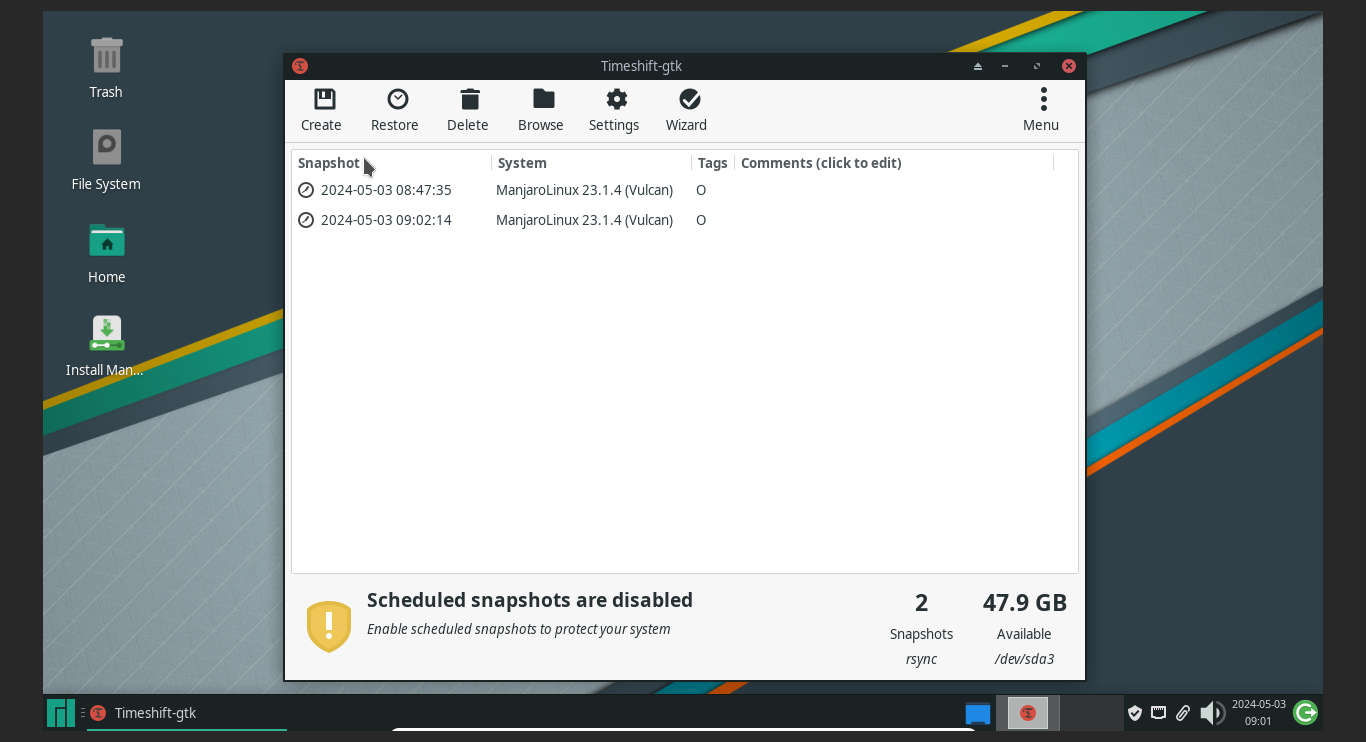 Trash
File System
Home
Install Man...
Timeshift-gtk
Create Restore Delete Browse Settings Wizard Menu
Snapshot System Tags Comments (click to edit)
2024-05-03 08:47:35 ManjaroLinux 23.1.4 (Vulcan) O
2024-05-03 09:02:14 ManjaroLinux 23.1.4 (Vulcan) O
Scheduled snapshots are disabled
Enable scheduled snapshots to protect your system
2
Snapshots
rsync
47.9 GB
Available
/dev/sda3
Timeshift-gtk
2024-05-03
09:01